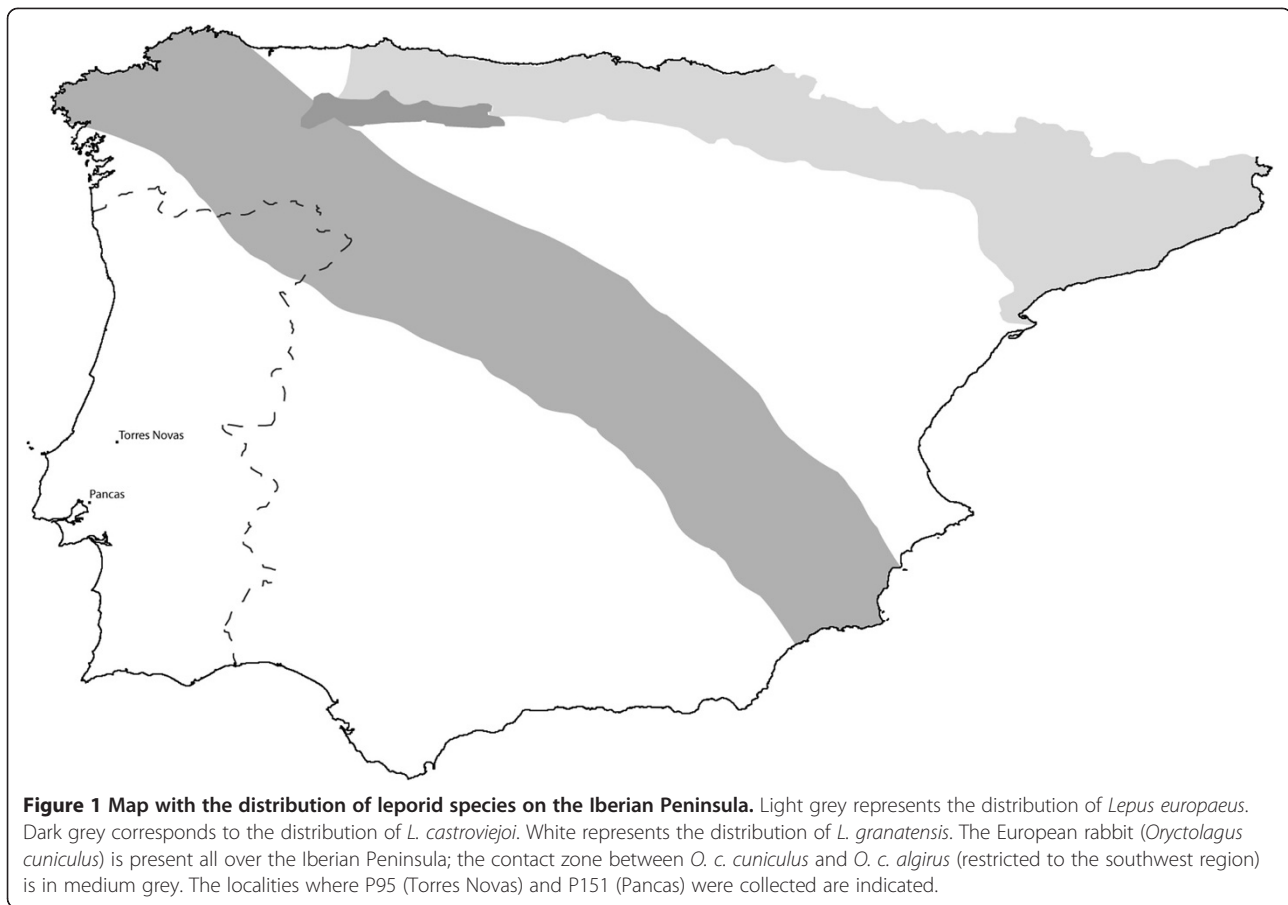 Torres Novas
Pancas
Figure 1 Map with the distribution of leporid species on the Iberian Peninsula. Light grey represents the distribution of Lepus europaeus.
Dark grey corresponds to the distribution of L. castroviejoi. White represents the distribution of L. granatensis. The European rabbit (Oryctolagus
cuniculus) is present all over the Iberian Peninsula; the contact zone between O. c. cuniculus and O. c. algirus (restricted to the southwest region)
is in medium grey. The localities where P95 (Torres Novas) and P151 (Pancas) were collected are indicated.